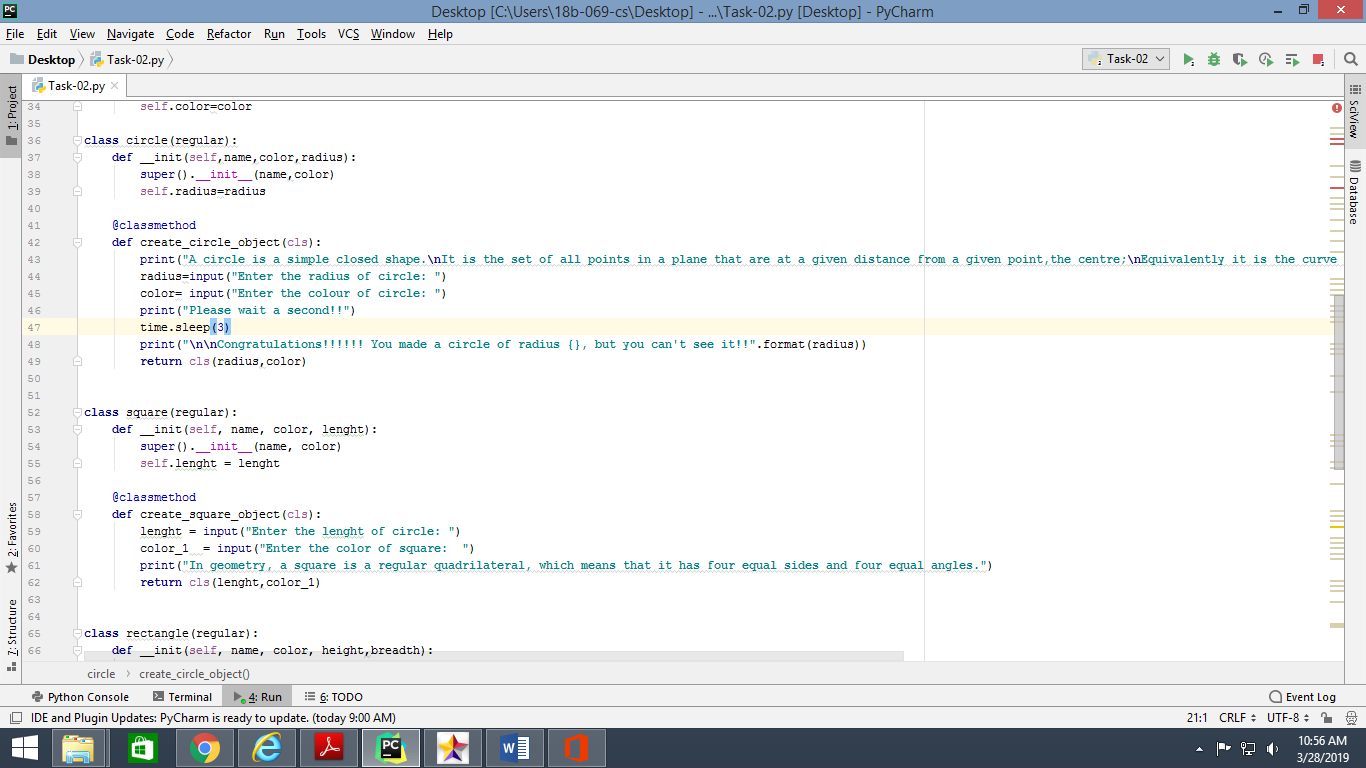 Desktop [C:\Users\18b-069-cs\Desktop] - ...\Task-02.py [Desktop] - PyCharm
File Edit View Navigate Code Refactor Run Tools VCS Window Help
Desktop Task-02.py Task-02
Task-02.py
1: Project
2: Favorites
7: Structure
SciView
Database
34 self.color=color
35
36 class circle(regular):
37 def __init(self,name,color,radius):
38 super().__init__(name,color)
39 self.radius=radius
40
41 @classmethod
42 def create_circle_object(cls):
43 print("A circle is a simple closed shape.\nIt is the set of all points in a plane that are at a given distance from a given point,the centre;\nEquivalently it is the curve
44 radius=input("Enter the radius of circle: ")
45 color= input("Enter the colour of circle: ")
46 print("Please wait a second!!")
47 time.sleep(3)
48 print("\n\nCongratulations!!!!!! You made a circle of radius {}, but you can't see it!!".format(radius))
49 return cls(radius,color)
50
51
52 class square(regular):
53 def __init(self, name, color, lenght):
54 super().__init__(name, color)
55 self.lenght = lenght
56
57 @classmethod
58 def create_square_object(cls):
59 lenght = input("Enter the lenght of circle: ")
60 color_1  = input("Enter the color of square:  ")
61 print("In geometry, a square is a regular quadrilateral, which means that it has four equal sides and four equal angles.")
62 return cls(lenght,color_1)
63
64
65 class rectangle(regular):
66 def __init(self, name, color, height,breadth):
circle create_circle_object()
Python Console Terminal 4: Run 6: TODO Event Log
IDE and Plugin Updates: PyCharm is ready to update. (today 9:00 AM) 21:1 CRLF UTF-8
10:56 AM
3/28/2019